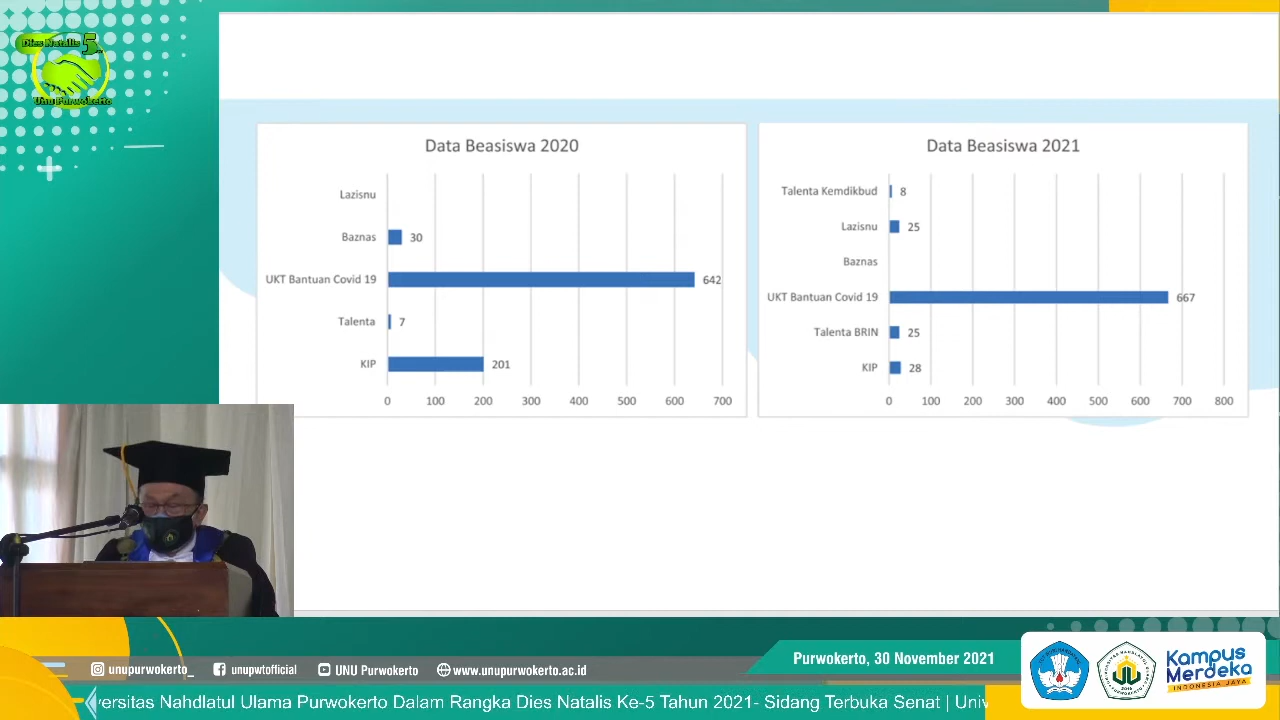 Dies Natalis 5
Unu Purwokerto
Data Beasiswa 2020
Lazisnu
Baznas 30
UKT Bantuan Covid 19 642
Talenta 7
KIP 201
0 100 200 300 400 500 600 700
Data Beasiswa 2021
Talenta Kemdikbud 8
Lazisnu 25
Baznas
UKT Bantuan Covid 19 667
Talenta BRIN 25
KIP 28
0 100 200 300 400 500 600 700 800
Purwokerto, 30 November 2021
unupurwokerto_ unupwtofficial UNU Purwokerto www.unupurwokerto.ac.id
Kampus
Merdeka
INDONESIA JAYA
versitas Nahdlatul Ulama Purwokerto Dalam Rangka Dies Natalis Ke-5 Tahun 2021- Sidang Terbuka Senat | Univ